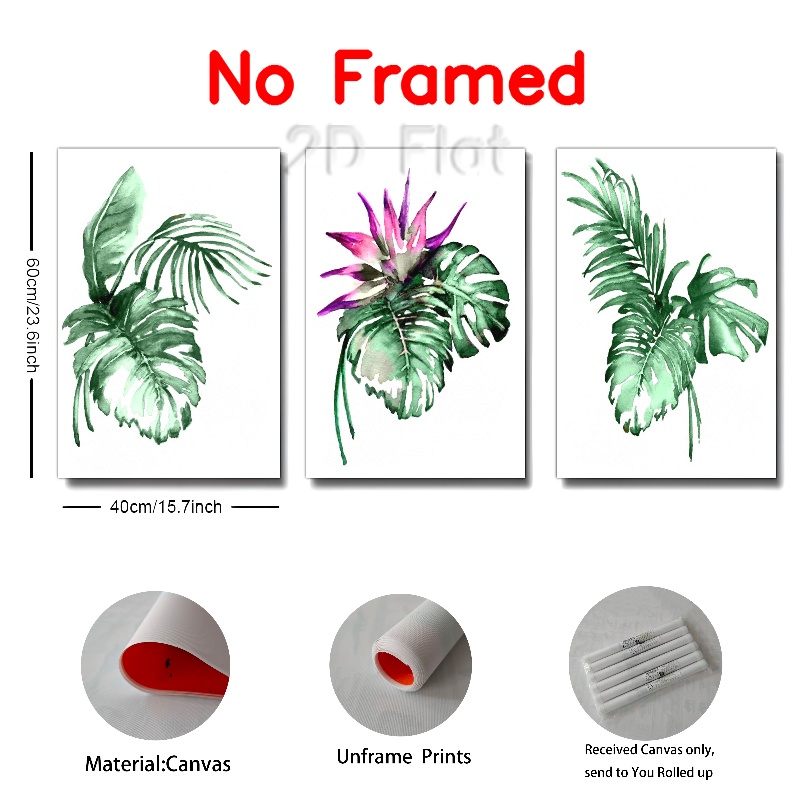 No Framed
2D Flat
60cm/23.6inch
40cm/15.7inch
Material:Canvas
Unframe Prints
Received Canvas only,
send to You Rolled up